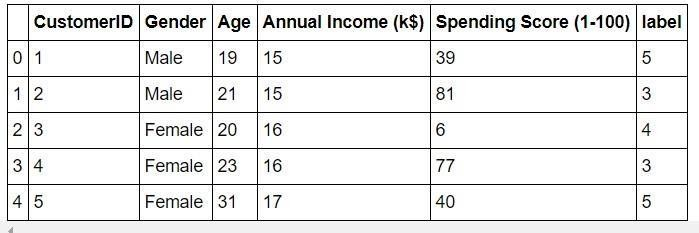 CustomerID Gender Age Annual Income (k$) Spending Score (1-100) label
0 1 Male 19 15 39 5
1 2 Male 21 15 81 3
2 3 Female 20 16 6 4
3 4 Female 23 16 77 3
4 5 Female 31 17 40 5